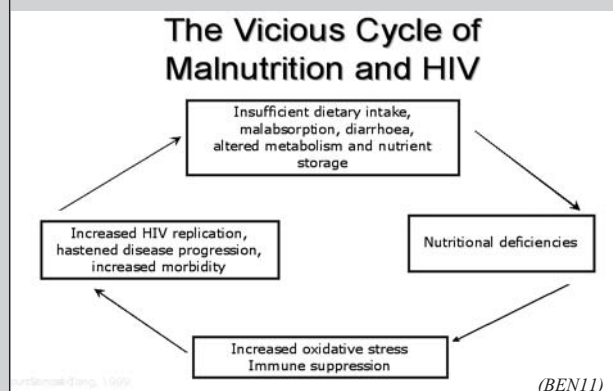 The Vicious Cycle of
Malnutrition and HIV
Insufficient dietary intake,
malabsorption, diarrhoea,
altered metabolism and nutrient
storage
Nutritional deficiencies
Increased oxidative stress
Immune suppression
Increased HIV replication,
hastened disease progression,
increased morbidity
1999
(BEN11)